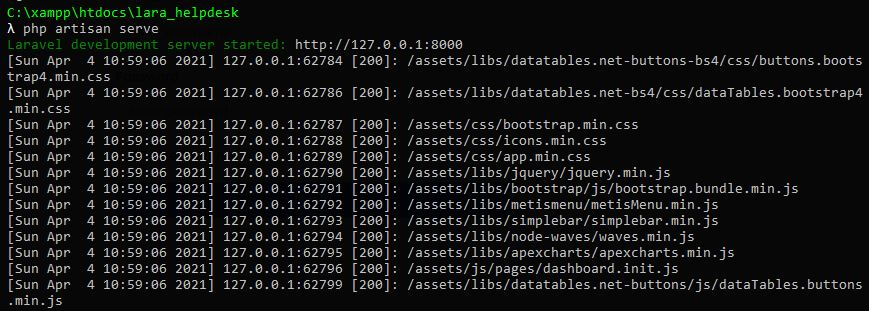 C:\xampp\htdocs\lara_helpdesk
λ php artisan serve
Laravel development server started: http://127.0.0.1:8000
[Sun Apr  4 10:59:06 2021] 127.0.0.1:62784 [200]: /assets/libs/datatables.net-buttons-bs4/css/buttons.boots
trap4.min.css
[Sun Apr  4 10:59:06 2021] 127.0.0.1:62786 [200]: /assets/libs/datatables.net-bs4/css/dataTables.bootstrap4
.min.css
[Sun Apr  4 10:59:06 2021] 127.0.0.1:62787 [200]: /assets/css/bootstrap.min.css
[Sun Apr  4 10:59:06 2021] 127.0.0.1:62788 [200]: /assets/css/icons.min.css
[Sun Apr  4 10:59:06 2021] 127.0.0.1:62789 [200]: /assets/css/app.min.css
[Sun Apr  4 10:59:06 2021] 127.0.0.1:62790 [200]: /assets/libs/jquery/jquery.min.js
[Sun Apr  4 10:59:06 2021] 127.0.0.1:62791 [200]: /assets/libs/bootstrap/js/bootstrap.bundle.min.js
[Sun Apr  4 10:59:06 2021] 127.0.0.1:62792 [200]: /assets/libs/metismenu/metisMenu.min.js
[Sun Apr  4 10:59:06 2021] 127.0.0.1:62793 [200]: /assets/libs/simplebar/simplebar.min.js
[Sun Apr  4 10:59:06 2021] 127.0.0.1:62794 [200]: /assets/libs/node-waves/waves.min.js
[Sun Apr  4 10:59:06 2021] 127.0.0.1:62795 [200]: /assets/libs/apexcharts/apexcharts.min.js
[Sun Apr  4 10:59:06 2021] 127.0.0.1:62796 [200]: /assets/js/pages/dashboard.init.js
[Sun Apr  4 10:59:06 2021] 127.0.0.1:62799 [200]: /assets/libs/datatables.net-buttons/js/dataTables.buttons
.min.js